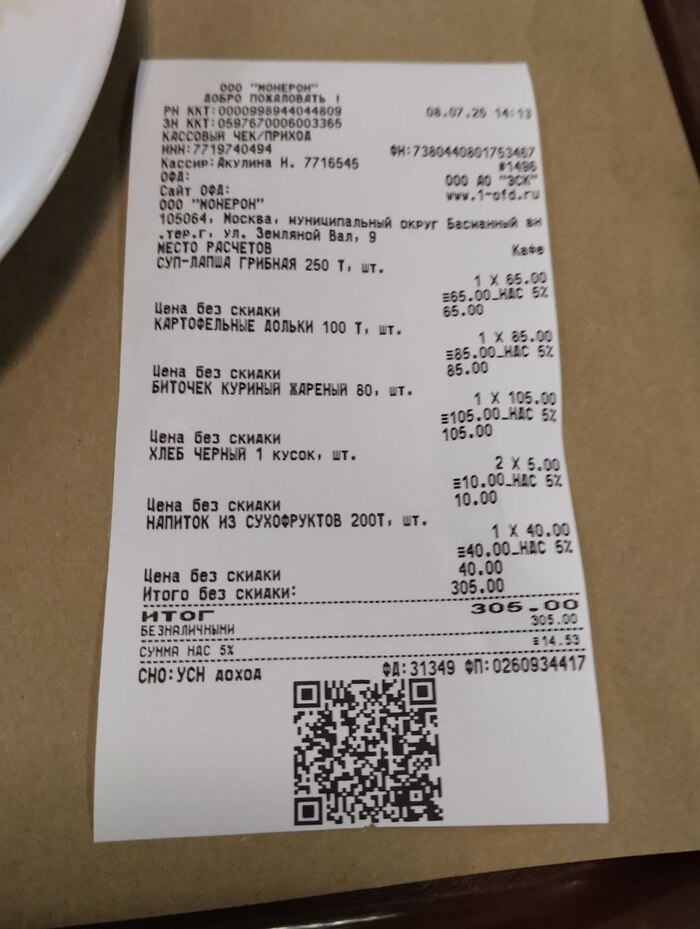 ООО "МОНЕРОН"
ДОБРО ПОЖАЛОВАТЬ !
РН ККТ:0000998944044809 08.07.25 14:13
ЗН ККТ:0597670006003365
КАССОВЫЙ ЧЕК/ПРИХОД
ИНН:7719740494 ФН:7380440801753467
Кассир:Акулина Н. 7716545 #1496
ОФД: ООО АО "ЭСК"
Сайт ОФД: www.1-ofd.ru
ООО "МОНЕРОН"
105064, Москва, муниципальный округ Басманный вн
.тер.г, ул. Земляной Вал, 9
МЕСТО РАСЧЕТОВ Кафе
СУП-ЛАПША ГРИБНАЯ 250 Т, шт.
1 X 65.00
≡65.00_НДС 5%
Цена без скидки 65.00
КАРТОФЕЛЬНЫЕ ДОЛЬКИ 100 Т, шт.
1 X 85.00
≡85.00_НДС 5%
Цена без скидки 85.00
БИТОЧЕК КУРИНЫЙ ЖАРЕНЫЙ 80, шт.
1 X 105.00
≡105.00_НДС 5%
Цена без скидки 105.00
ХЛЕБ ЧЕРНЫЙ 1 кусок, шт.
2 X 5.00
≡10.00_НДС 5%
Цена без скидки 10.00
НАПИТОК ИЗ СУХОФРУКТОВ 200Т, шт.
1 X 40.00
≡40.00_НДС 5%
Цена без скидки 40.00
Итого без скидки: 305.00
ИТОГ 305.00
БЕЗНАЛИЧНЫМИ 305.00
СУММА НДС 5% ≡14.53
СНО:УСН доход ФД:31349 ФП:0260934417